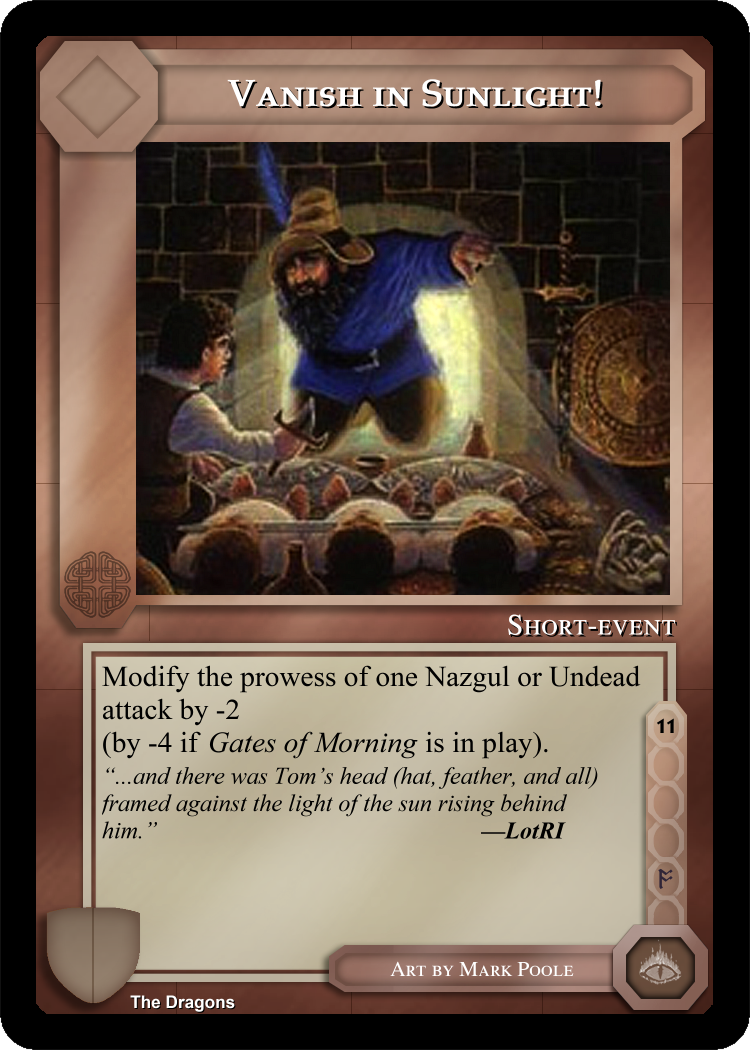 Vanish in Sunlight!
Short-event
Modify the prowess of one Nazgul or Undead
attack by -2
(by -4 if Gates of Morning is in play).
“...and there was Tom’s head (hat, feather, and all)
framed against the light of the sun rising behind
him.” —LotRI
11
ᚩ
Art by Mark Poole
The Dragons